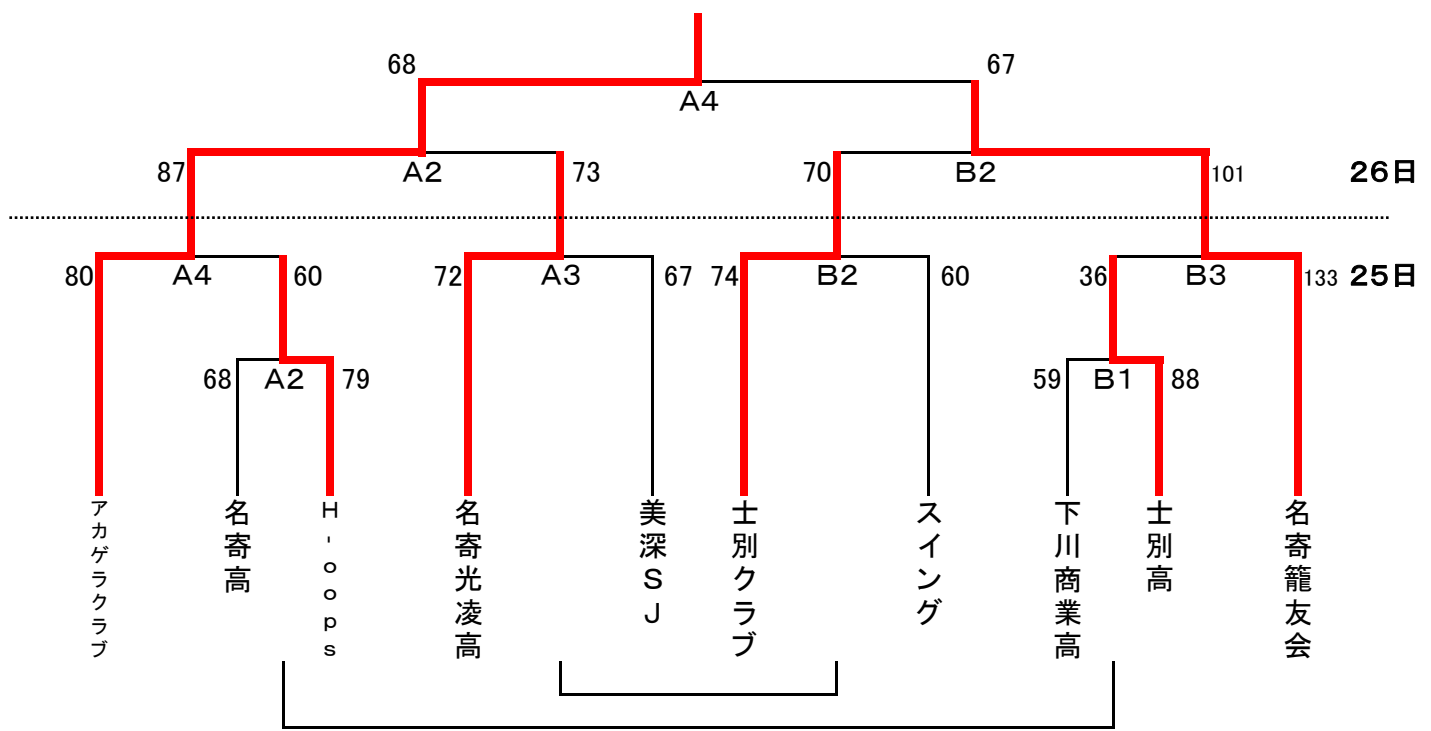 68 67
A4
87 A2 73 70 B2 101 26日
80 A4 60 72 A3 67 74 B2 60 36 B3 133 25日
68 A2 79 59 B1 88
アカゲラクラブ
名寄高
H-oops
名寄光凌高
美深SJ
士別クラブ
スイング
下川商業高
士別高
名寄籠友会